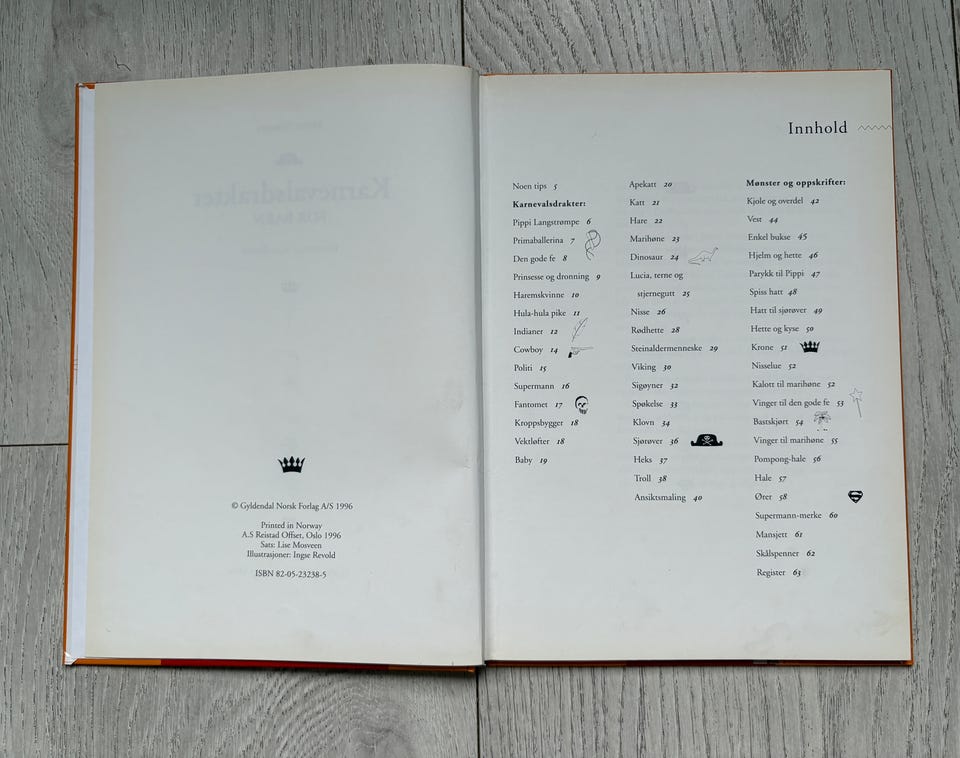 Karnevalsdrakter
© Gyldendal Norsk Forlag A/S 1996
Printed in Norway
A.S Reistad Offset, Oslo 1996
Sats: Lise Mosveen
Illustrasjoner: Ingse Revold
ISBN 82-05-23238-5
Innhold
Noen tips 5
Karnevalsdrakter:
Pippi Langstrømpe 6
Primaballerina 7
Den gode fe 8
Prinsesse og dronning 9
Haremskvinne 10
Hula-hula pike 11
Indianer 12
Cowboy 14
Politi 15
Supermann 16
Fantomet 17
Kroppsbygger 18
Vektløfter 18
Baby 19
Apekatt 20
Katt 21
Hare 22
Marihøne 23
Dinosaur 24
Lucia, terne og
stjernegutt 25
Nisse 26
Rødhette 28
Steinaldermenneske 29
Viking 30
Sigøyner 32
Spøkelse 33
Klovn 34
Sjørøver 36
Heks 37
Troll 38
Ansiktsmaling 40
Mønster og oppskrifter:
Kjole og overdel 42
Vest 44
Enkel bukse 45
Hjelm og hette 46
Parykk til Pippi 47
Spiss hatt 48
Hatt til sjørøver 49
Hette og kyse 50
Krone 51
Nisselue 52
Kalott til marihøne 52
Vinger til den gode fe 53
Bastskjørt 54
Vinger til marihøne 55
Pompong-hale 56
Hale 57
Ører 58
Supermann-merke 60
Mansjett 61
Skålspenner 62
Register 63